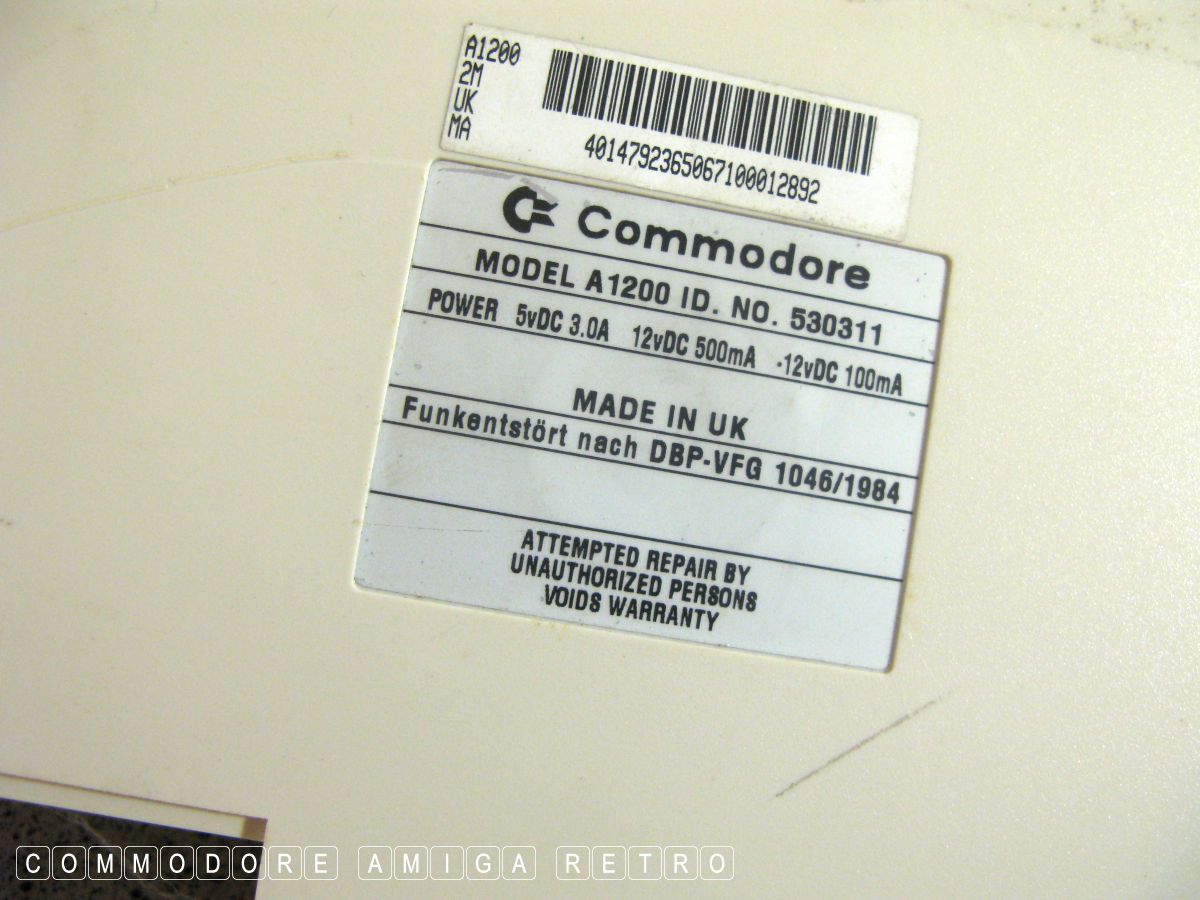 A1200
2M
UK
MA
4014792365067100012892
Commodore
MODEL A1200 ID. NO. 530311
POWER 5vDC 3.0A 12vDC 500mA -12vDC 100mA
MADE IN UK
Funkentstört nach DBP-VFG 1046/1984
ATTEMPTED REPAIR BY
UNAUTHORIZED PERSONS
VOIDS WARRANTY
COMMODORE AMIGA RETRO